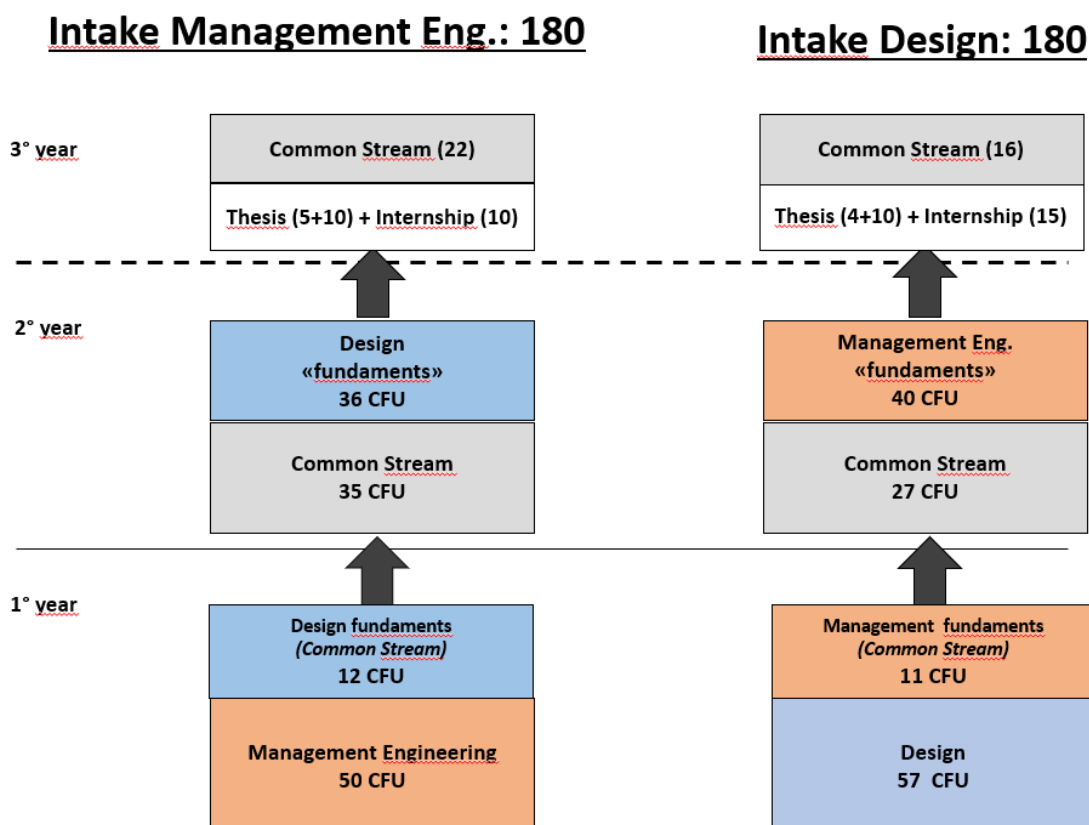 Intake Management Eng.: 180
Intake Design: 180
3° year
Common Stream (22)
Thesis (5+10) + Internship (10)
Common Stream (16)
Thesis (4+10) + Internship (15)
2° year
Design
«fundaments»
36 CFU
Common Stream
35 CFU
Management Eng.
«fundaments»
40 CFU
Common Stream
27 CFU
1° year
Design fundaments
(Common Stream)
12 CFU
Management Engineering
50 CFU
Management fundaments
(Common Stream)
11 CFU
Design
57 CFU